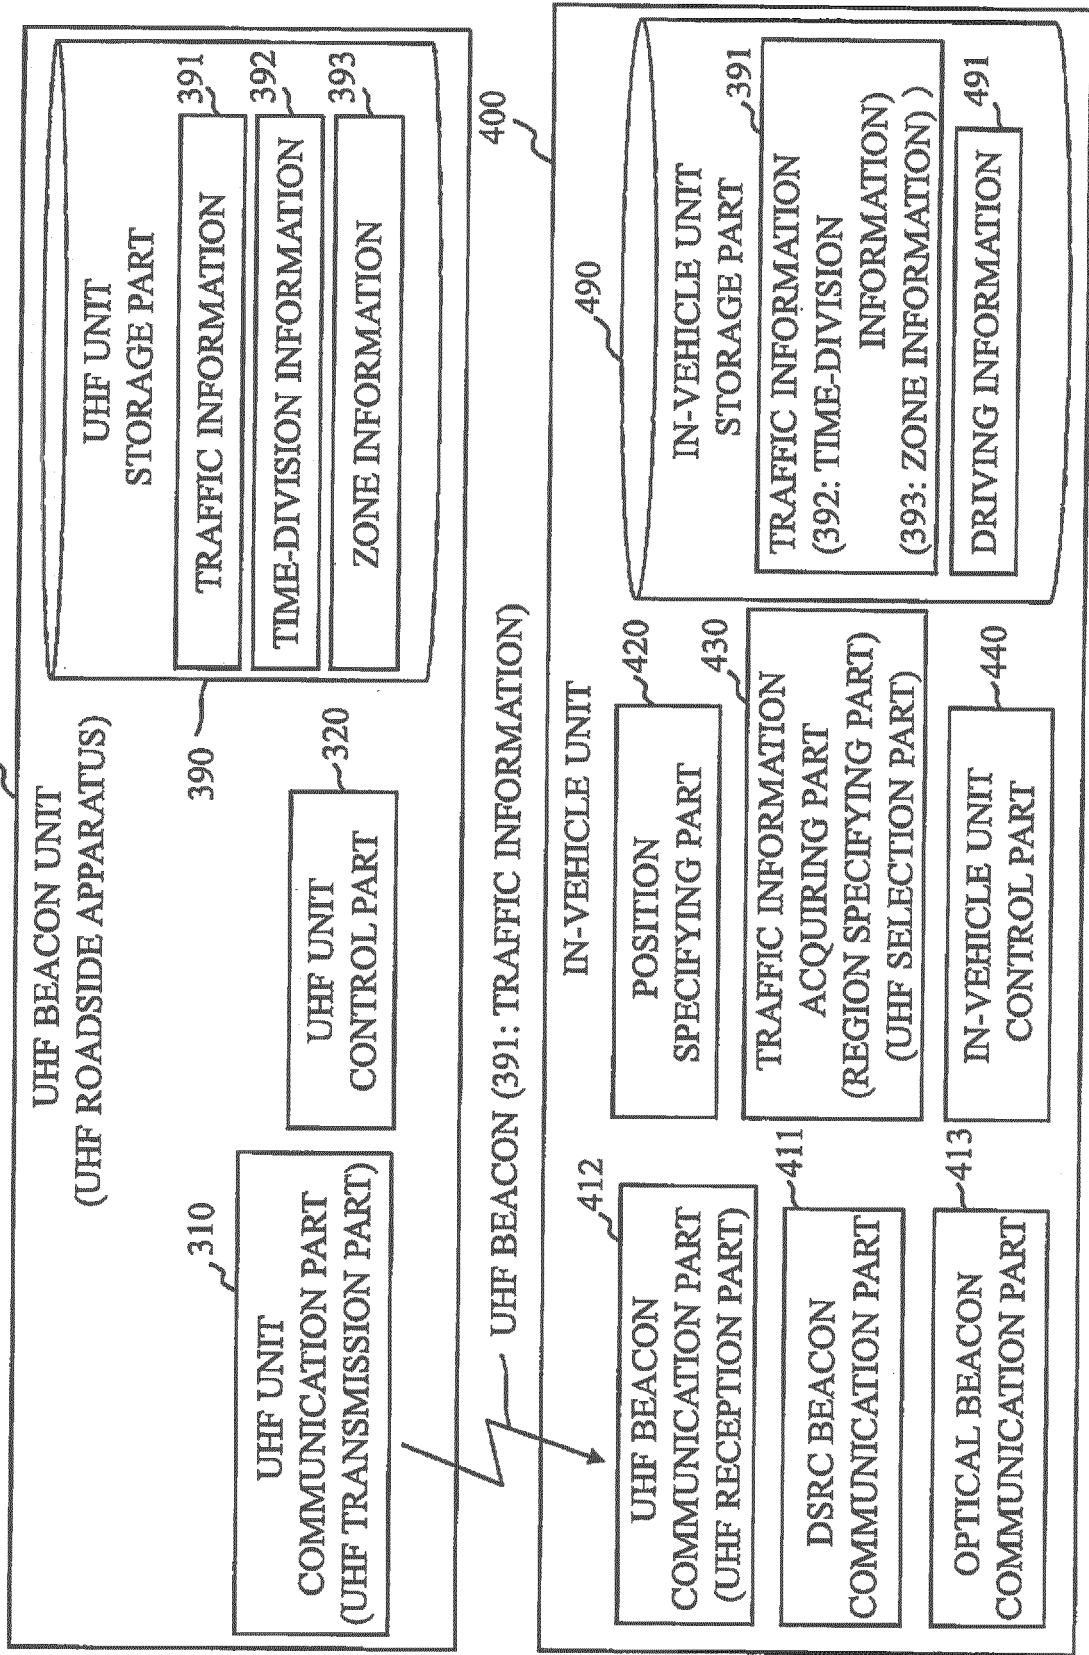 UHF BEACON UNIT
(UHF ROADSIDE APPARATUS)
310
UHF UNIT
COMMUNICATION PART
(UHF TRANSMISSION PART)
320
UHF UNIT
CONTROL PART
390
UHF UNIT
STORAGE PART
391
TRAFFIC INFORMATION
392
TIME-DIVISION INFORMATION
393
ZONE INFORMATION
UHF BEACON (391: TRAFFIC INFORMATION)
400
IN-VEHICLE UNIT
412
UHF BEACON
COMMUNICATION PART
(UHF RECEPTION PART)
411
DSRC BEACON
COMMUNICATION PART
413
OPTICAL BEACON
COMMUNICATION PART
420
POSITION
SPECIFYING PART
430
TRAFFIC INFORMATION
ACQUIRING PART
(REGION SPECIFYING PART)
(UHF SELECTION PART)
440
IN-VEHICLE UNIT
CONTROL PART
490
IN-VEHICLE UNIT
STORAGE PART
391
TRAFFIC INFORMATION
(392: TIME-DIVISION
INFORMATION)
(393: ZONE INFORMATION) )
491
DRIVING INFORMATION